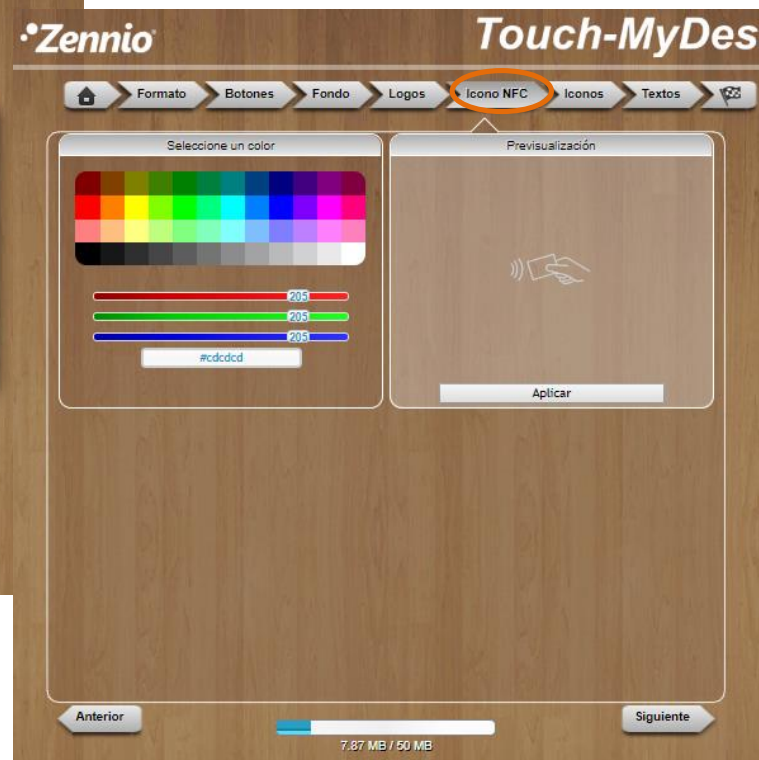 Zennio Touch-MyDes
Formato Botones Fondo Logos Icono NFC Iconos Textos
Seleccione un color Previsualización
205
205
205
#cdcdcd
Aplicar
Anterior Siguiente
7.87 MB / 50 MB